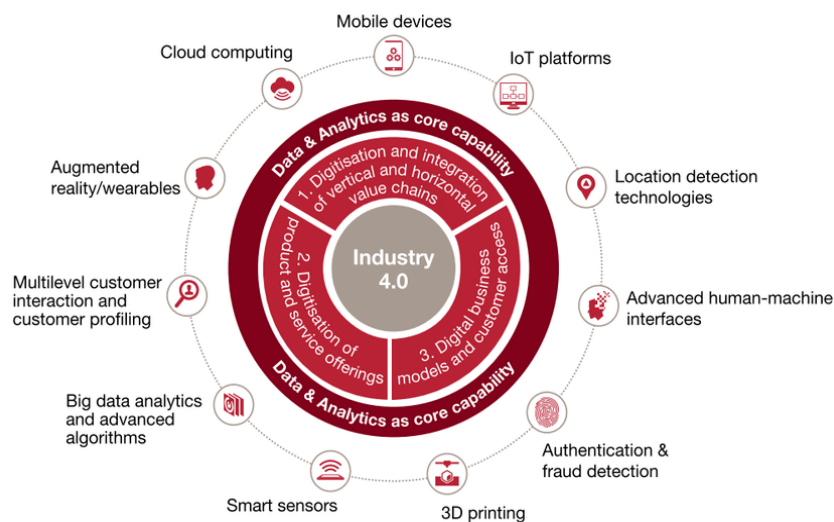 Mobile devices
Cloud computing
IoT platforms
Augmented
reality/wearables
Location detection
technologies
Multilevel customer
interaction and
customer profiling
Advanced human-machine
interfaces
Big data analytics
and advanced
algorithms
Authentication &
fraud detection
Smart sensors
3D printing
Data & Analytics as core capability
1. Digitisation and integration
of vertical and horizontal
value chains
2. Digitisation of
product and service offerings
3. Digital business
models and customer access
Industry
4.0
Data & Analytics as core capability